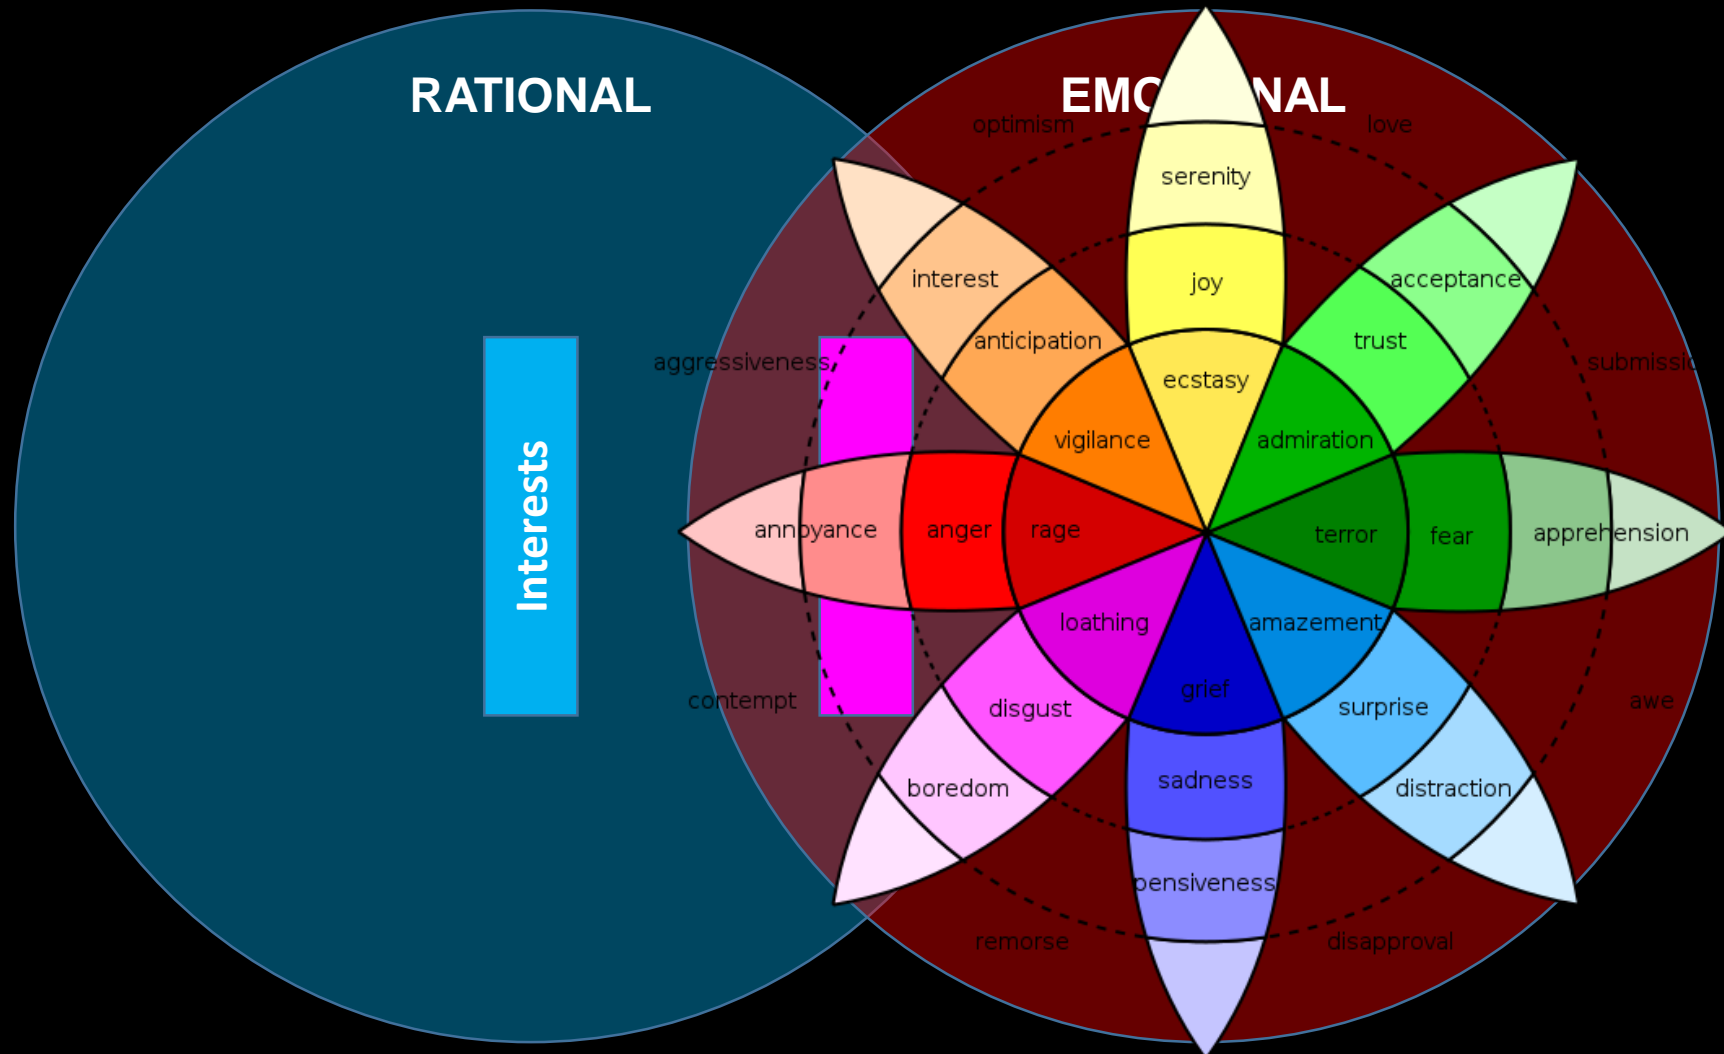 RATIONAL
EMO NAL
optimism
love
serenity
interest
joy
acceptance
anticipation
trust
aggressiveness
submissio
ecstasy
vigilance
admiration
Interests
annoyance
anger
rage
terror
fear
apprehension
loathing
amazement
contempt
disgust
grief
surprise
awe
boredom
sadness
distraction
pensiveness
remorse
disapproval